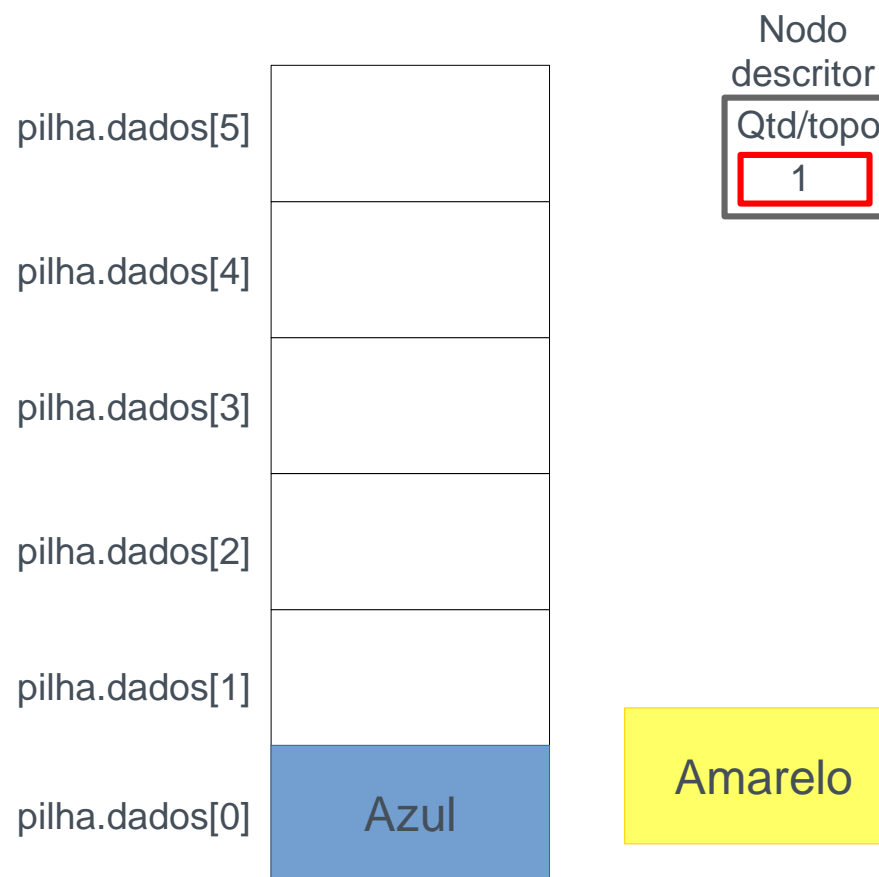 Nodo
descritor
Qtd/topo
1
pilha.dados[5]
pilha.dados[4]
pilha.dados[3]
pilha.dados[2]
pilha.dados[1]
pilha.dados[0]
Azul
Amarelo